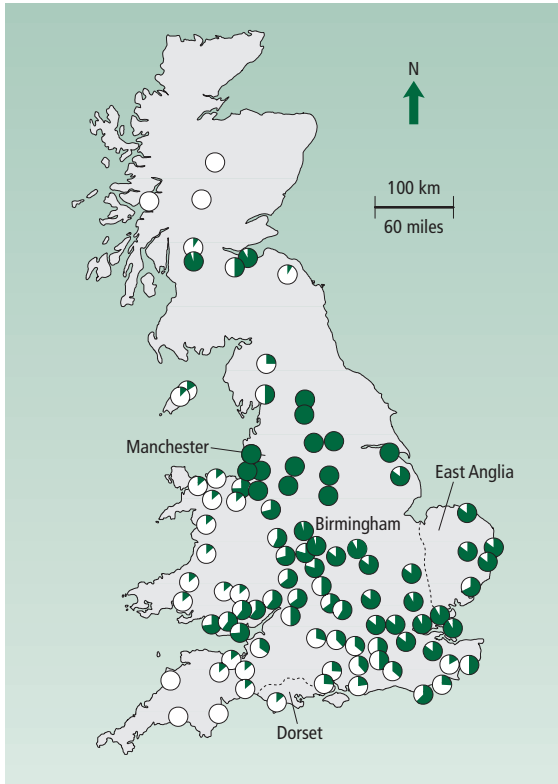 N
100 km
60 miles
Manchester
East Anglia
Birmingham
Dorset